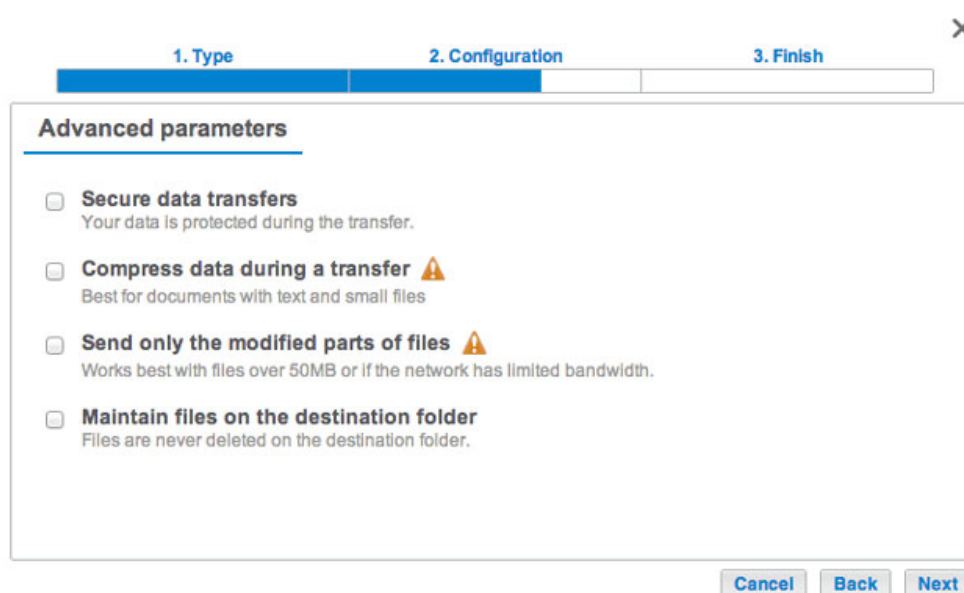 1. Type 2. Configuration 3. Finish
Advanced parameters
Secure data transfers
Your data is protected during the transfer.
Compress data during a transfer
Best for documents with text and small files
Send only the modified parts of files
Works best with files over 50MB or if the network has limited bandwidth.
Maintain files on the destination folder
Files are never deleted on the destination folder.
Cancel Back Next